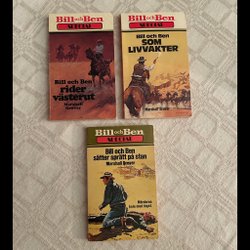 Bill och Ben
SPECIAL
Bill och Ben
rider
västerut
Marshall
Grover
Bill och Ben
SPECIAL
Bill och Ben
SOM
LIVVAKTER
Marshall Grover
Bill och Ben
SPECIAL
Bill och Ben
sätter sprätt på stan
Marshall Grover